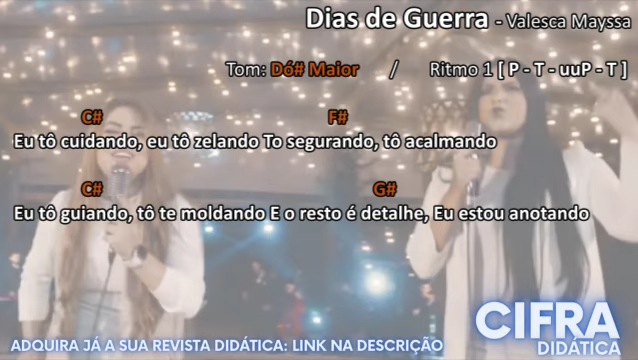 Dias de Guerra - Valesca Mayssa
Tom: Dó# Maior / Ritmo 1 [ P - T - uuP - T ]
C# F#
Eu tô cuidando, eu tô zelando To segurando, tô acalmando
C# G#
Eu tô guiando, tô te moldando E o resto é detalhe, Eu estou anotando
CIFRA
DIDÁTICA
ADQUIRA JÁ A SUA REVISTA DIDÁTICA: LINK NA DESCRIÇÃO